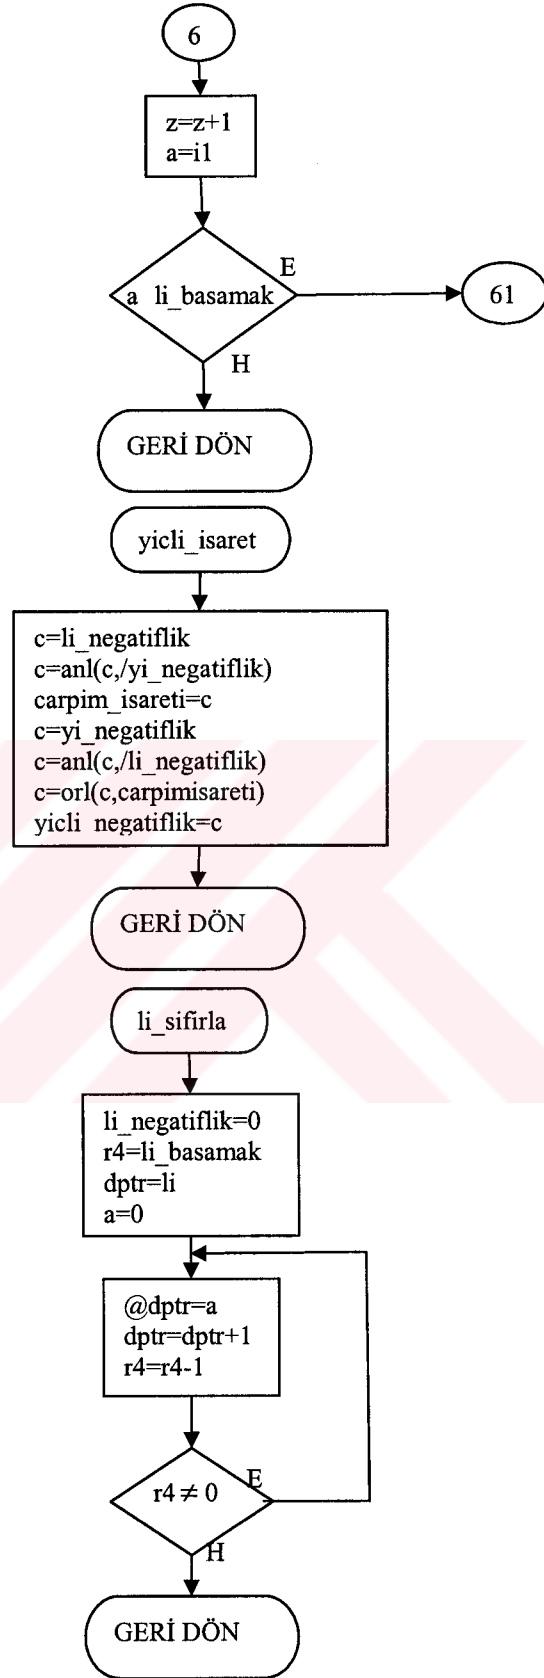 6
z=z+1
a=i1
a li_basamak
E
61
H
GERİ DÖN
yicli_isaret
c=li_negatiflik
c=anl(c,/yi_negatiflik)
carpim_isareti=c
c=yi_negatiflik
c=anl(c,/li_negatiflik)
c=orl(c,carpimisareti)
yicli_negatiflik=c
GERİ DÖN
li_sifirla
li_negatiflik=0
r4=li_basamak
dptr=li
a=0
@dptr=a
dptr=dptr+1
r4=r4-1
E
r4 ≠ 0
H
GERİ DÖN